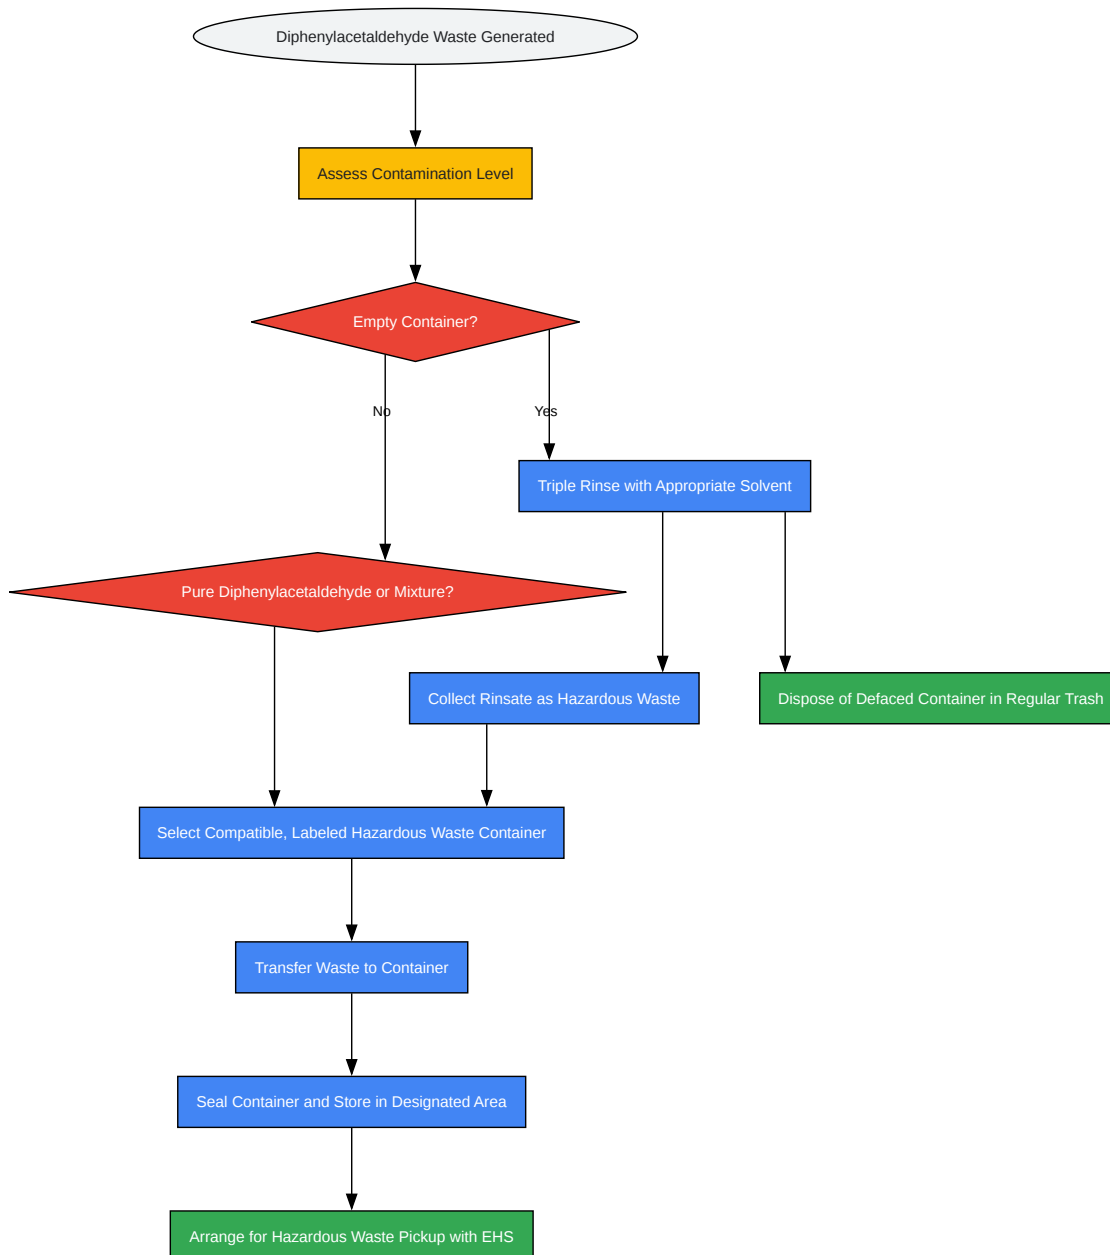 Diphenylacetaldehyde Waste Generated
Assess Contamination Level
Empty Container?
No
Yes
Triple Rinse with Appropriate Solvent
Pure Diphenylacetaldehyde or Mixture?
Collect Rinsate as Hazardous Waste
Dispose of Defaced Container in Regular Trash
Select Compatible, Labeled Hazardous Waste Container
Transfer Waste to Container
Seal Container and Store in Designated Area
Arrange for Hazardous Waste Pickup with EHS